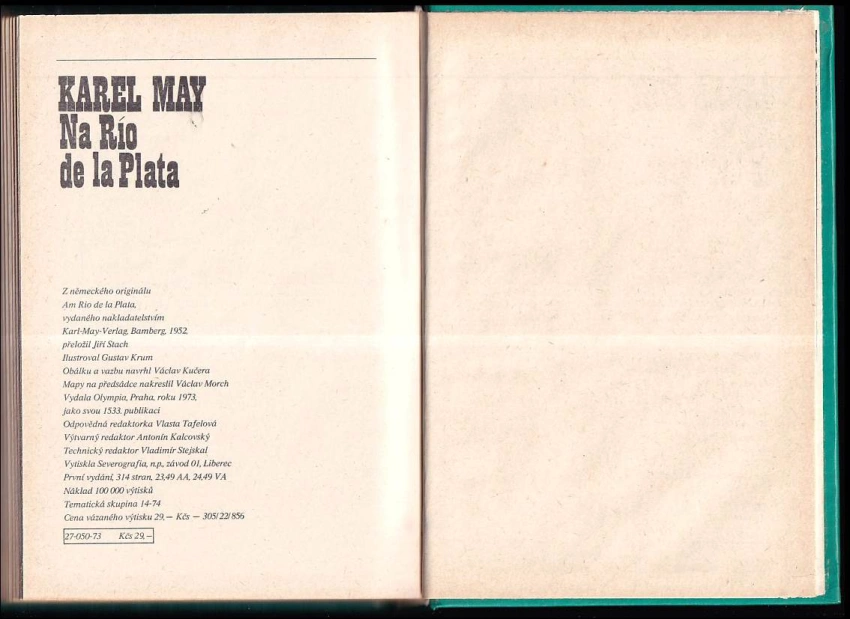 KAREL MAY
Na Río
de la Plata
Z německého originálu
Am Rio de la Plata,
vydaného nakladatelstvím
Karl-May-Verlag, Bamberg, 1952,
přeložil Jiří Stach
Ilustroval Gustav Krum
Obálku a vazbu navrhl Václav Kučera
Mapy na předsádce nakreslil Václav Morch
Vydala Olympia, Praha, roku 1973,
jako svou 1533. publikaci
Odpovědná redaktorka Vlasta Tafelová
Výtvarný redaktor Antonín Kalcovský
Technický redaktor Vladimír Stejskal
Vytiskla Severografia, n.p., závod 01, Liberec
První vydání, 314 stran, 23,49 AA, 24,49 VA
Náklad 100 000 výtisků
Tematická skupina 14-74
Cena vázaného výtisku 29,— Kčs — 305/22/856
27-050-73 Kčs 29,—